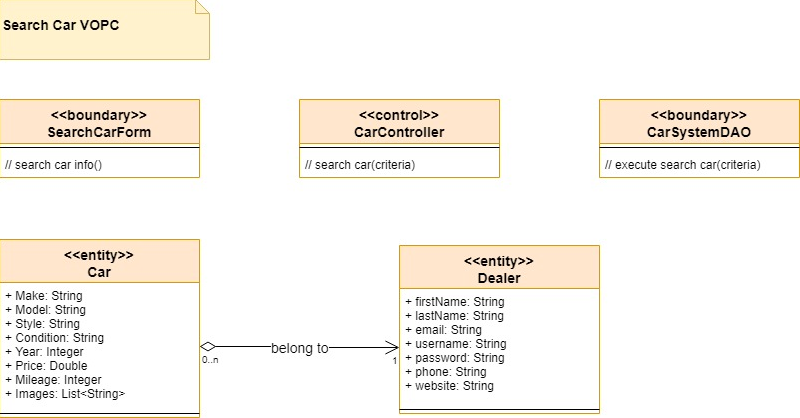 Search Car VOPC
<<boundary>>
SearchCarForm
// search car info()
<<control>>
CarController
// search car(criteria)
<<boundary>>
CarSystemDAO
// execute search car(criteria)
<<entity>>
Car
+ Make: String
+ Model: String
+ Style: String
+ Condition: String
+ Year: Integer
+ Price: Double
+ Mileage: Integer
+ Images: List<String>
0..n
belong to
1
<<entity>>
Dealer
+ firstName: String
+ lastName: String
+ email: String
+ username: String
+ password: String
+ phone: String
+ website: String